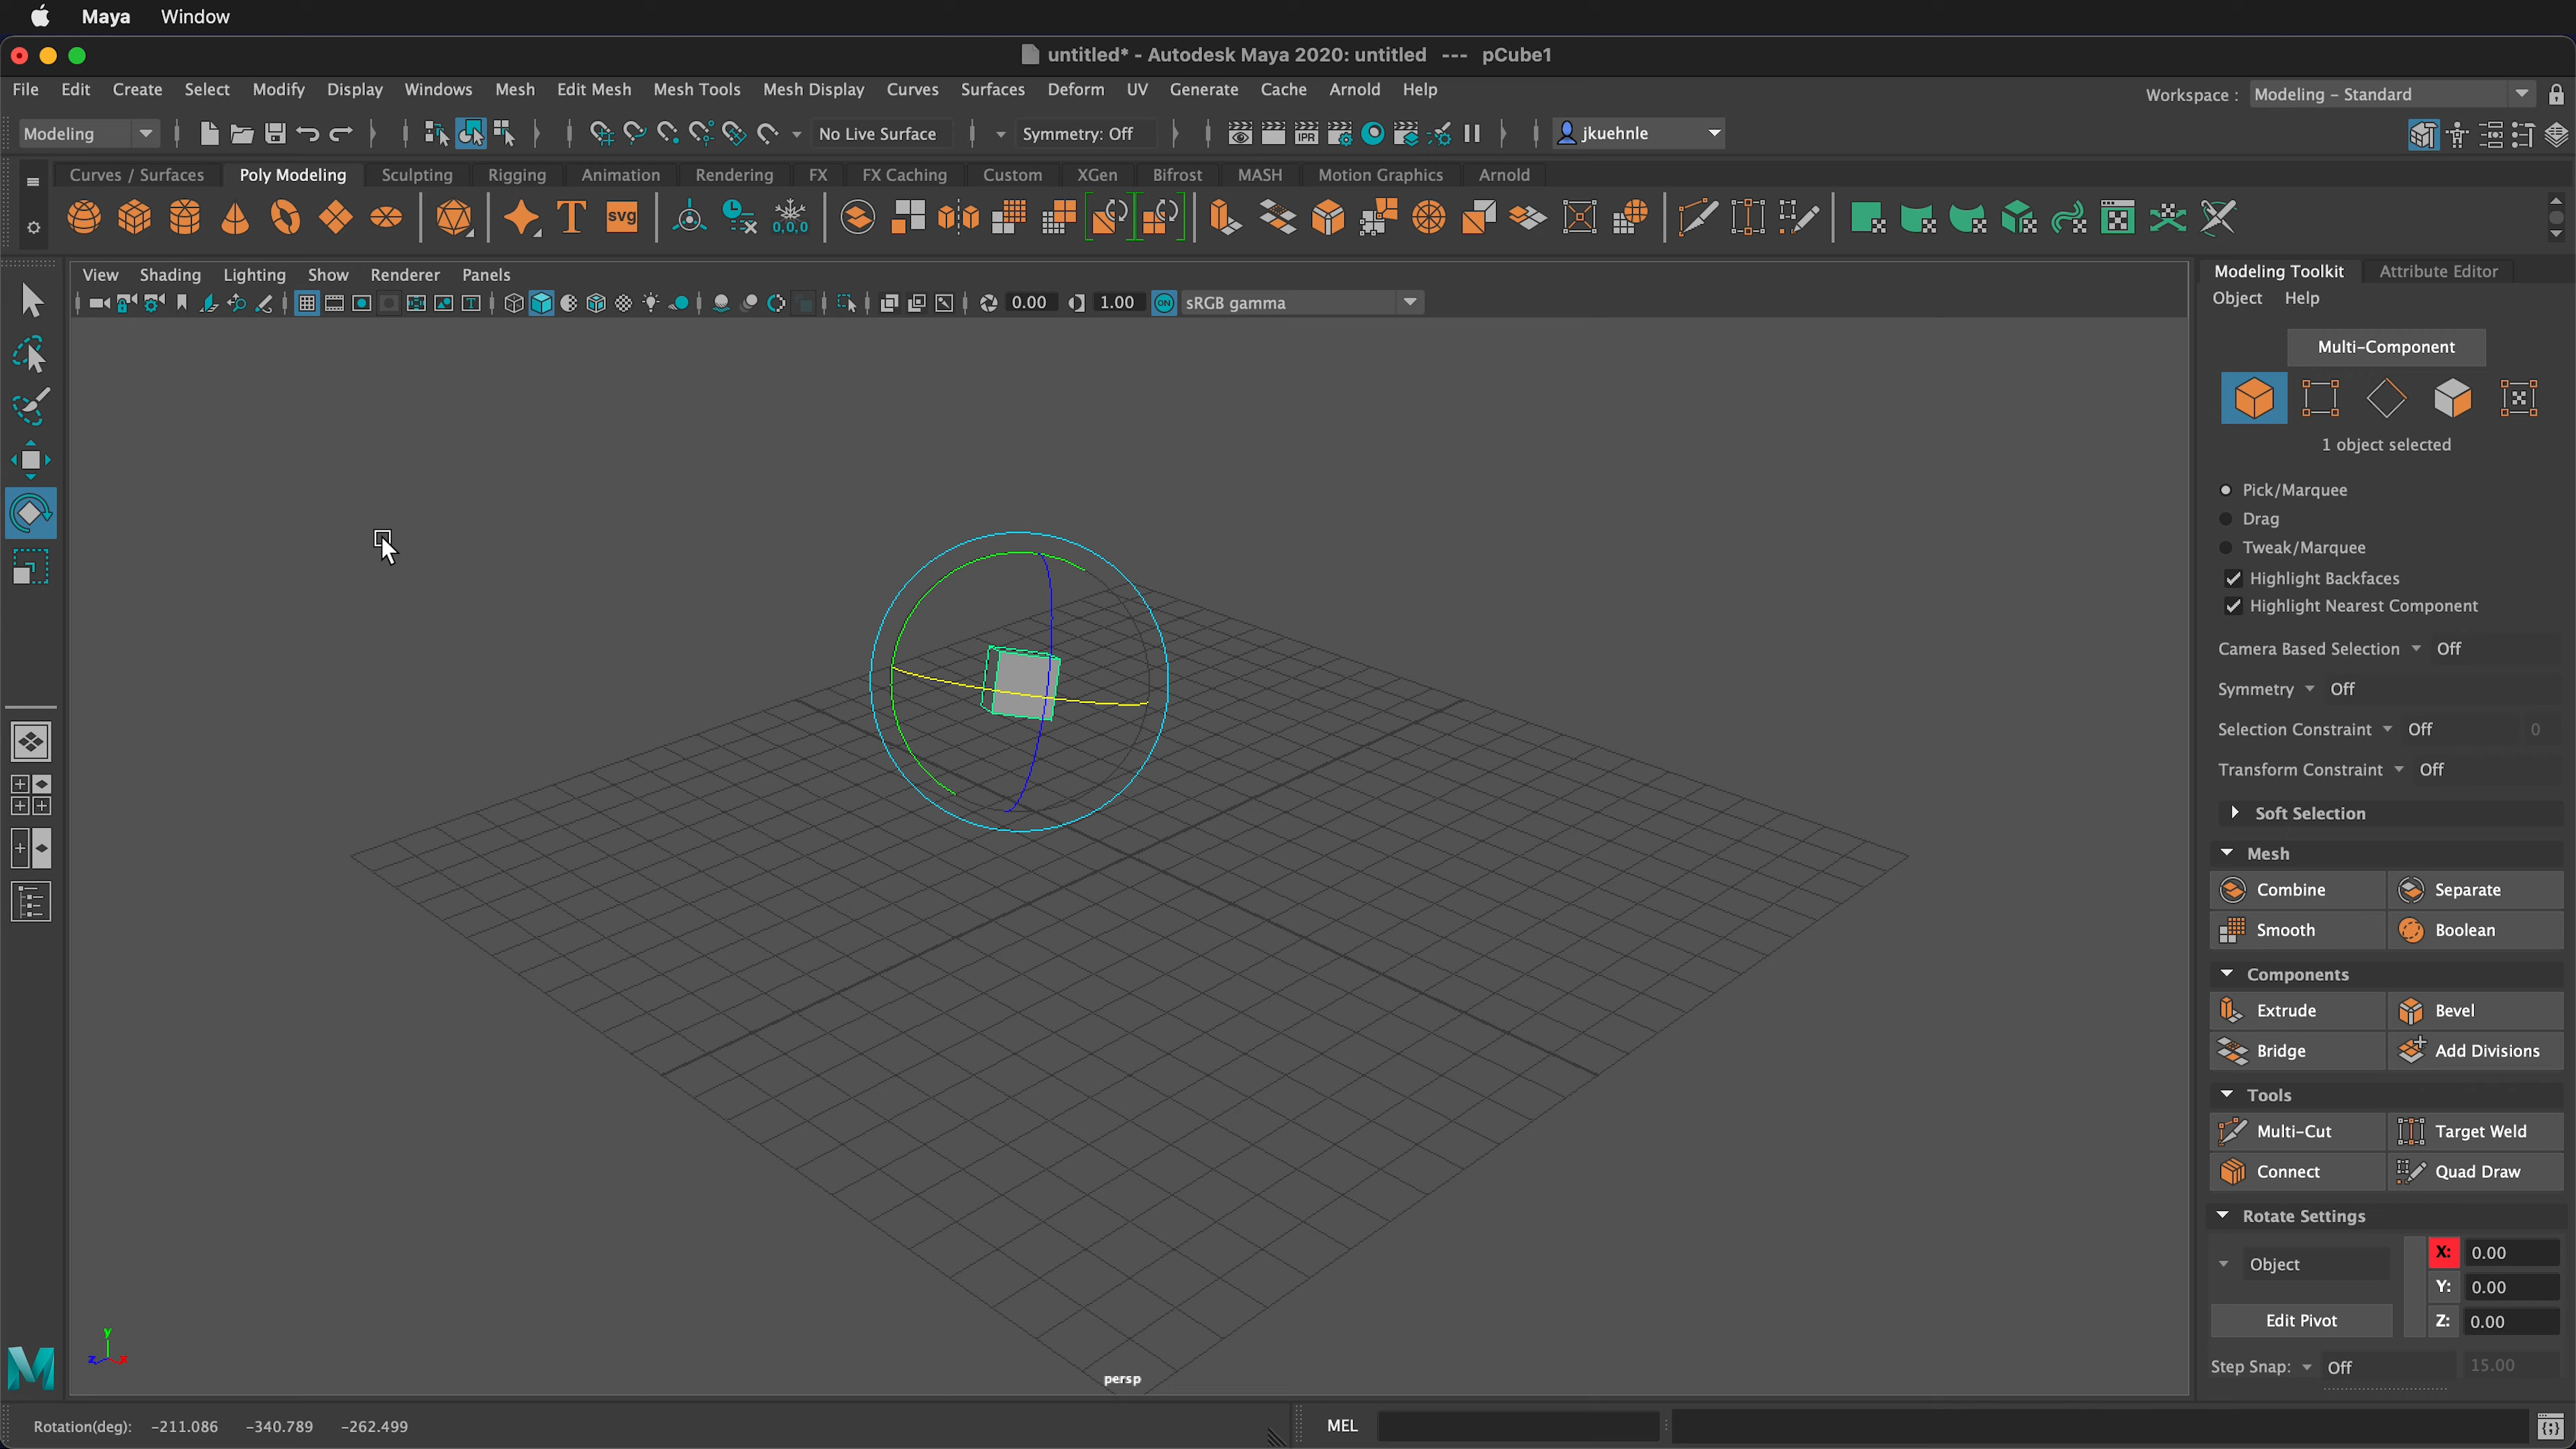 Maya Window
untitled* - Autodesk Maya 2020: untitled --- pCube1
File Edit Create Select Modify Display Windows Mesh Edit Mesh Mesh Tools Mesh Display Curves Surfaces Deform UV Generate Cache Arnold Help Workspace : Modeling - Standard
Modeling No Live Surface Symmetry: Off jkuehnle
Curves / Surfaces Poly Modeling Sculpting Rigging Animation Rendering FX FX Caching Custom XGen Bifrost MASH Motion Graphics Arnold
T svg 0,0,0
View Shading Lighting Show Renderer Panels
IPR
0.00 1.00 ON sRGB gamma
Modeling Toolkit Attribute Editor
Object Help
Multi-Component
1 object selected
Pick/Marquee
Drag
Tweak/Marquee
Highlight Backfaces
Highlight Nearest Component
Camera Based Selection Off
Symmetry Off
Selection Constraint Off 0
Transform Constraint Off
Soft Selection
Mesh
Combine Separate
Smooth Boolean
Components
Extrude Bevel
Bridge Add Divisions
Tools
Multi-Cut Target Weld
Connect Quad Draw
Rotate Settings
Object X: 0.00
Y: 0.00
Edit Pivot Z: 0.00
Step Snap: Off 15.00
y
z x
persp
M
Rotation(deg): -211.086 -340.789 -262.499 MEL